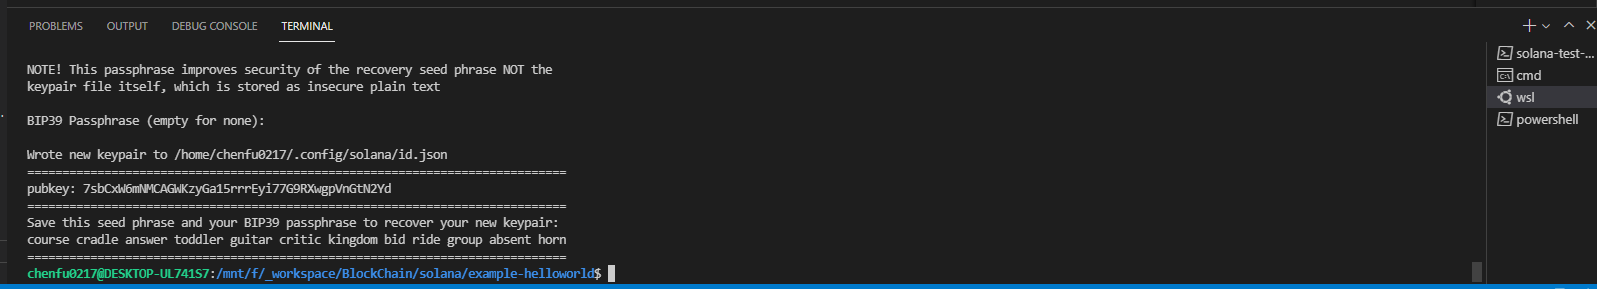 PROBLEMS OUTPUT DEBUG CONSOLE TERMINAL
NOTE! This passphrase improves security of the recovery seed phrase NOT the
keypair file itself, which is stored as insecure plain text
BIP39 Passphrase (empty for none):
Wrote new keypair to /home/chenfu0217/.config/solana/id.json
================================================================================
pubkey: 7sbCxW6mNMCAGWKzyGa15rrrEyi77G9RXwgpVnGtN2Yd
================================================================================
Save this seed phrase and your BIP39 passphrase to recover your new keypair:
course cradle answer toddler guitar critic kingdom bid ride group absent horn
================================================================================
chenfu0217@DESKTOP-UL741S7:/mnt/f/_workspace/BlockChain/solana/example-helloworld$
solana-test-...
cmd
wsl
powershell